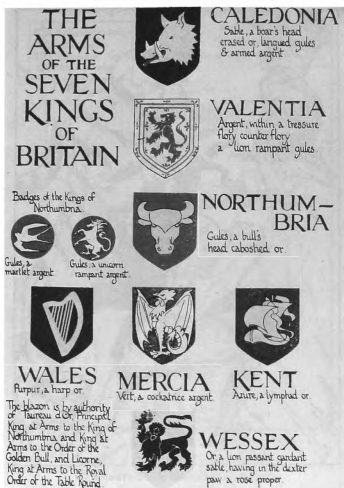 THE
ARMS
OF THE
SEVEN
KINGS
OF
BRITAIN
CALEDONIA
Sable, a boar's head
erased or, langued gules
& armed argent.
VALENTIA
Argent, within a tressure
flory counter flory
a lion rampant gules.
Badges of the Kings of
Northumbria.
Gules, a
martlet argent
Gules, a unicorn
rampant argent
NORTHUM-
BRIA
Gules, a bull's
head caboshed or.
WALES
Purpur, a harp or.
MERCIA
Vert, a cockatrice argent.
KENT
Azure, a lymphad or.
The blazon is by authority
of Taureau d'Or, Principal
King at Arms to the King of
Northumbria and King at
Arms to the Order of the
Golden Bull, and Licorne,
King at Arms to the Royal
Order of the Table Round
WESSEX
Or, a lion passant gardant
sable, having in the dexter
paw a rose proper.